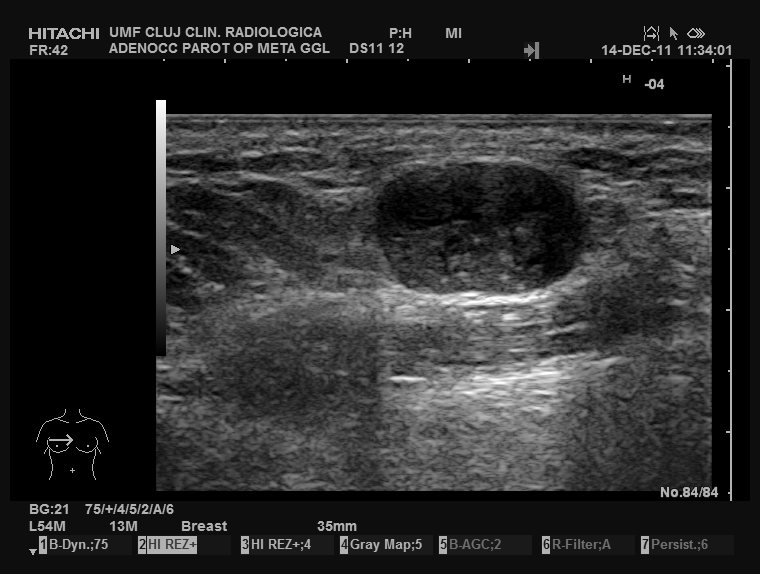 HITACHI UMF CLUJ CLIN. RADIOLOGICA P:H MI
FR:42 ADENOCC PAROT OP META GGL DS11 12 14-DEC-11 11:34:01
H -04
No.84/84
BG:21 75/+/4/5/2/A/6
L54M 13M Breast 35mm
1 B-Dyn.;75 2 HI REZ+ 3 HI REZ+;4 4 Gray Map;5 5 B-AGC;2 6 R-Filter;A 7 Persist.;6